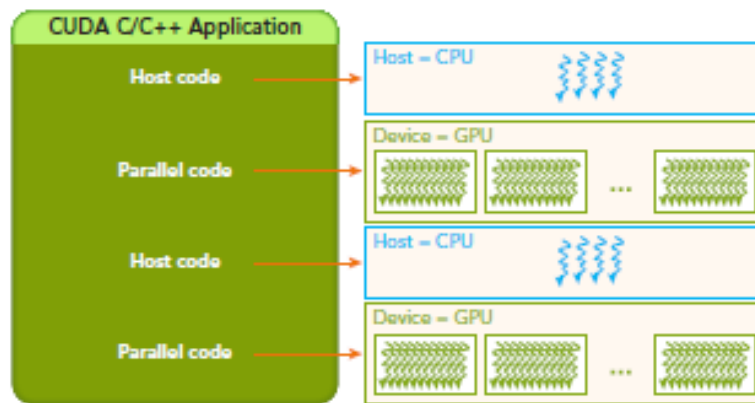 CUDA C/C++ Application
Host code
Host = CPU
Parallel code
Device = GPU
...
Host code
Host = CPU
Parallel code
Device = GPU
...